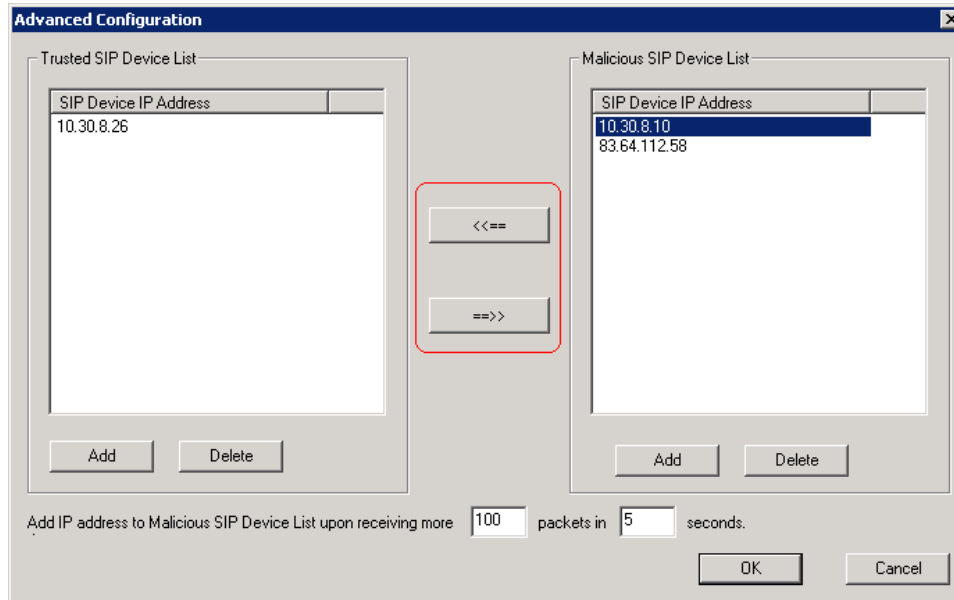 Advanced Configuration
Trusted SIP Device List
SIP Device IP Address
10.30.8.26
Add
Delete
<<==
==>>
Malicious SIP Device List
SIP Device IP Address
10.30.8.10
83.64.112.58
Add
Delete
Add IP address to Malicious SIP Device List upon receiving more 100 packets in 5 seconds.
OK
Cancel